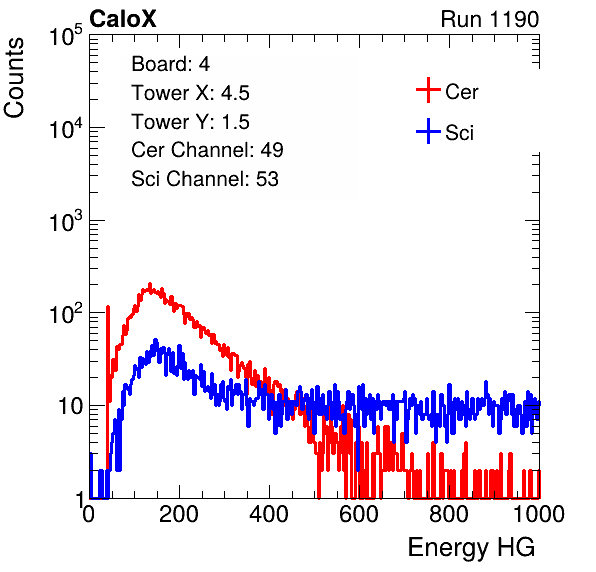 CaloX Run 1190
Counts
Board: 4
Tower X: 4.5
Tower Y: 1.5
Cer Channel: 49
Sci Channel: 53
Cer
Sci
10^5
10^4
10^3
10^2
10
1
0 200 400 600 800 1000
Energy HG